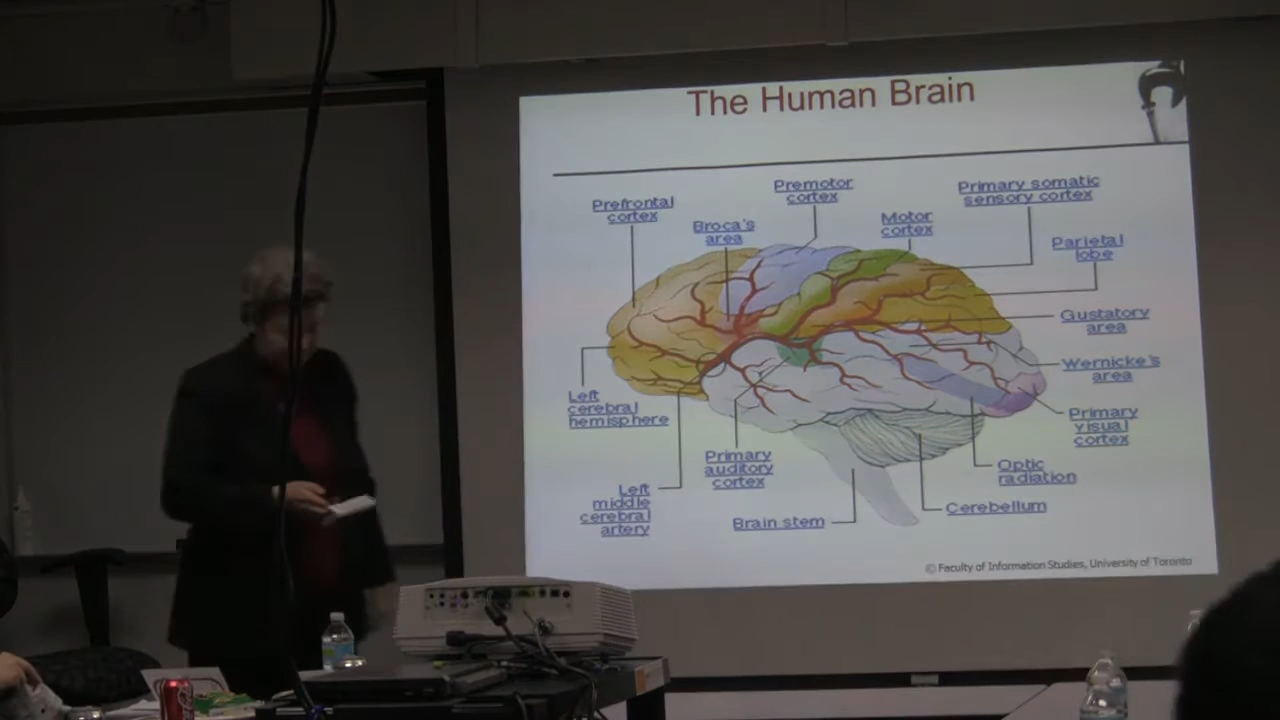 The Human Brain
Premotor
cortex
Primary somatic
sensory cortex
Prefrontal
cortex
Broca's
area
Motor
cortex
Parietal
lobe
Gustatory
area
Wernicke's
area
Left
cerebral
hemisphere
Primary
visual
cortex
Primary
auditory
cortex
Optic
radiation
Left
middle
cerebral
artery
Cerebellum
Brain stem
© Faculty of Information Studies, University of Toronto